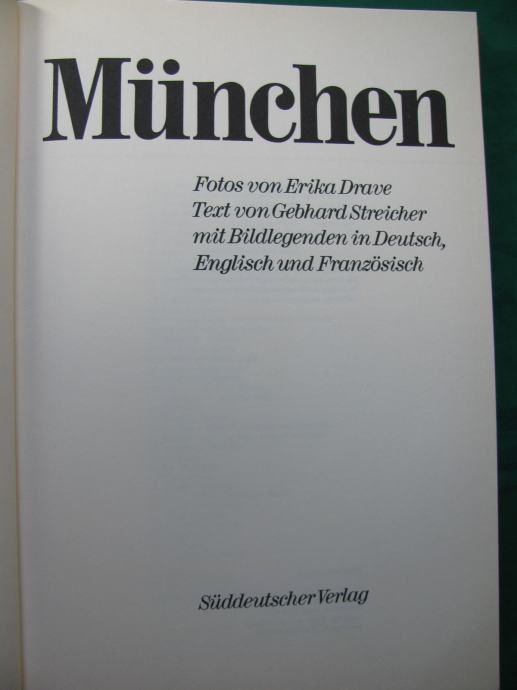 München
Fotos von Erika Drave
Text von Gebhard Streicher
mit Bildlegenden in Deutsch,
Englisch und Französisch
Süddeutscher Verlag